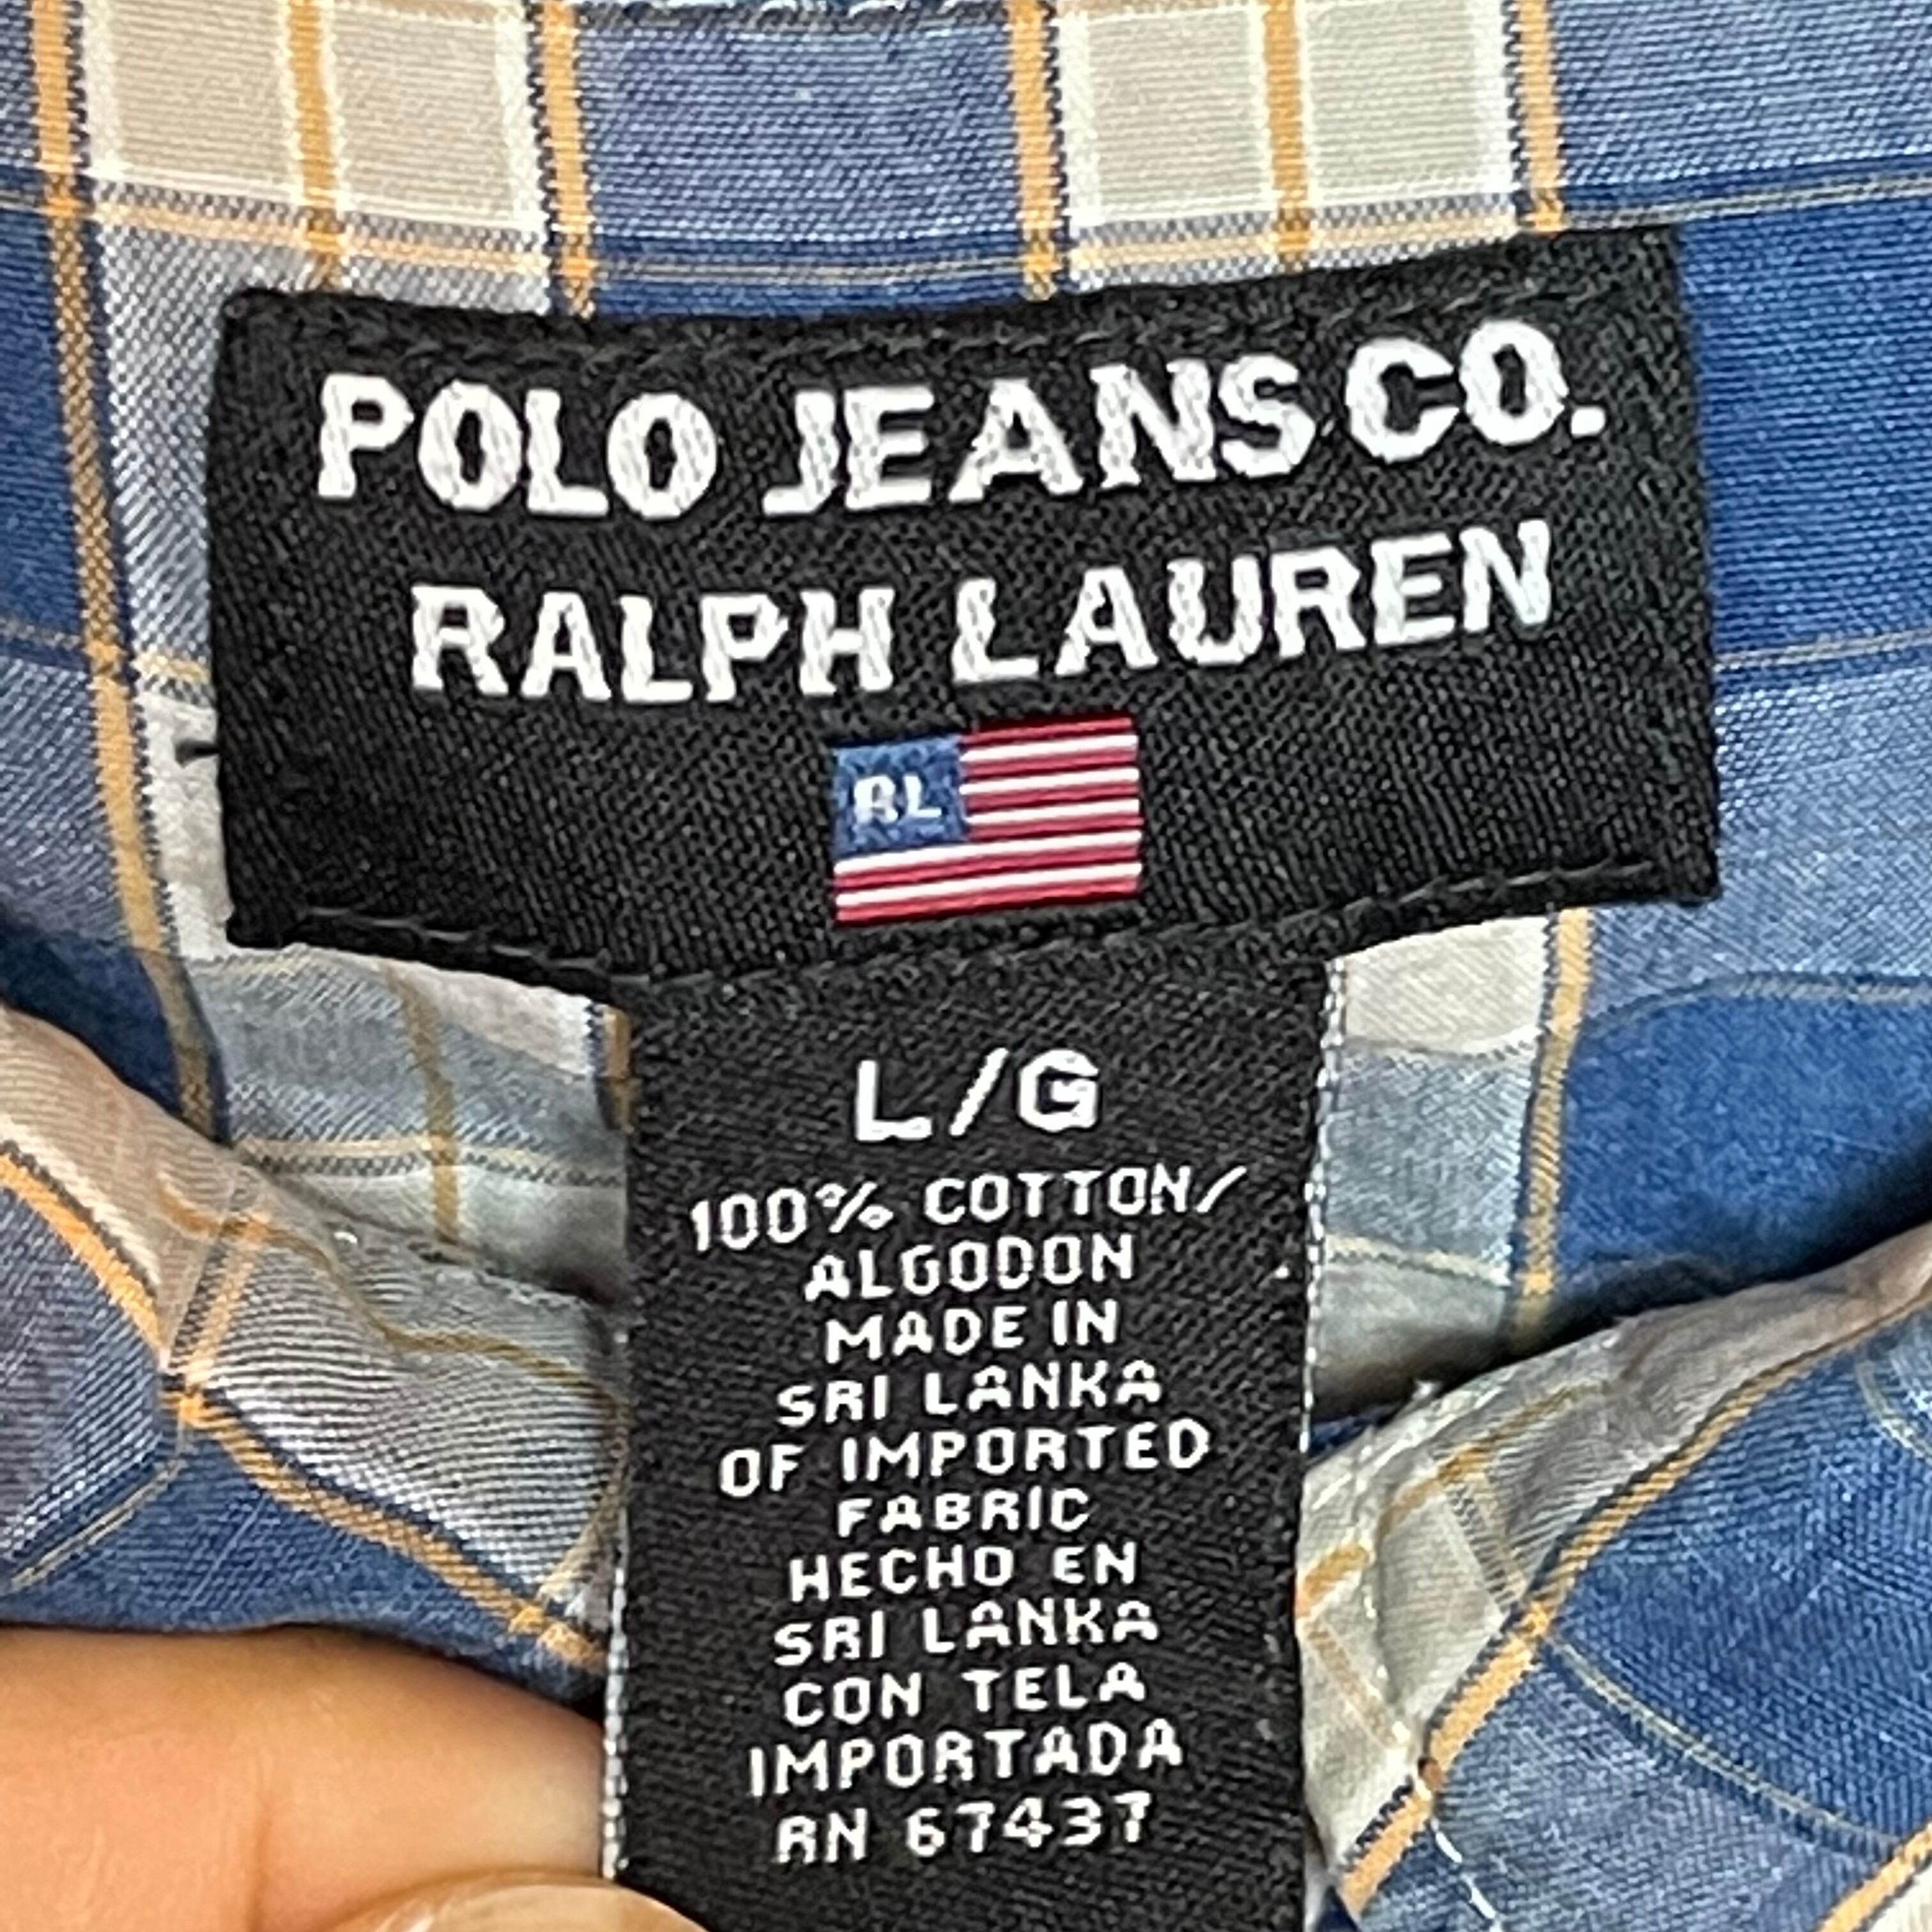 POLO JEANS CO.
RALPH LAUREN
RL
L/G
100% COTTON/
ALGODON
MADE IN
SRI LANKA
OF IMPORTED
FABRIC
HECHO EN
SRI LANKA
CON TELA
IMPORTADA
RN 67437